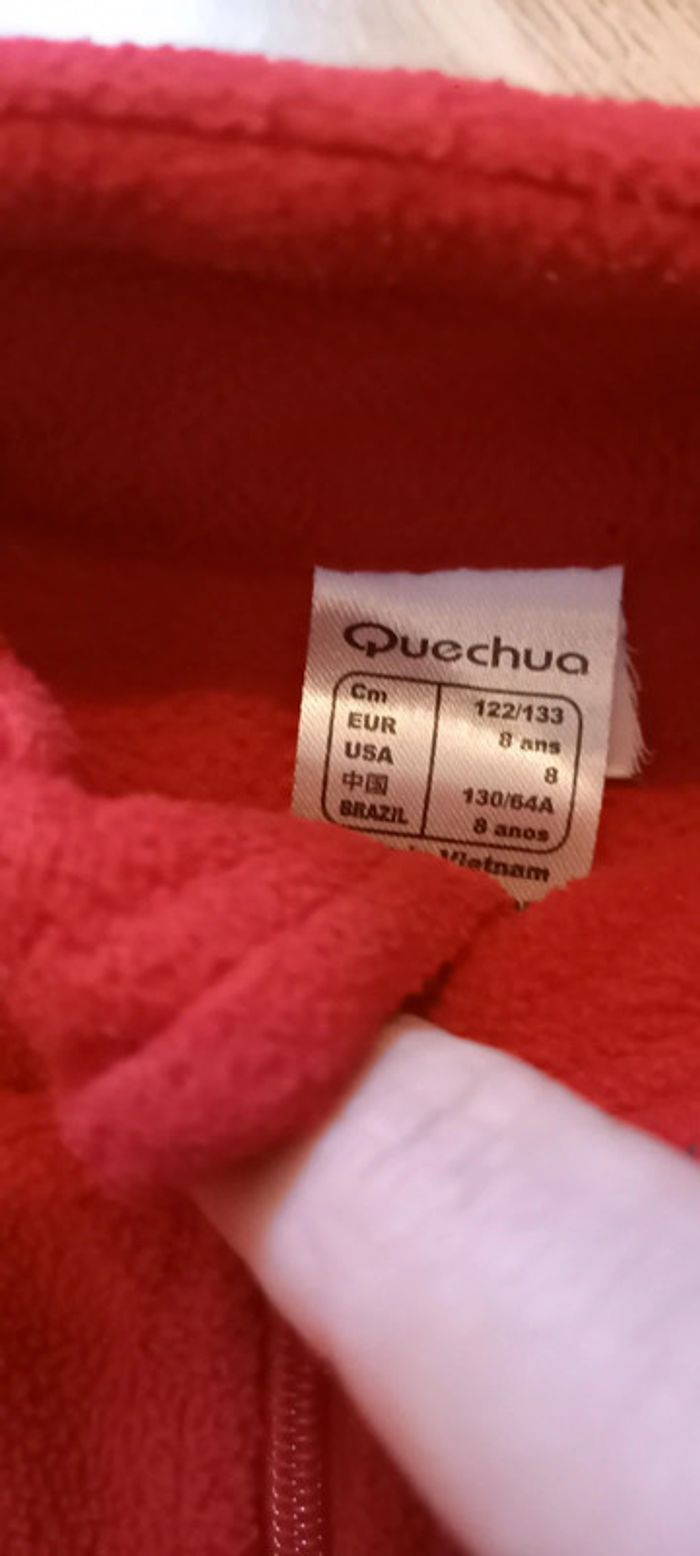 Quechua
Cm 122/133
EUR 8 ans
USA 8
中国 130/64A
BRAZIL 8 anos
Vietnam